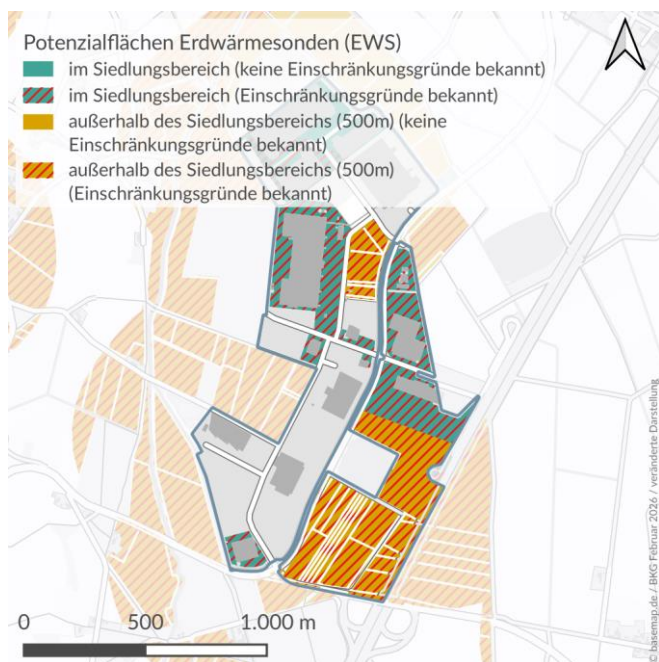 Potenzialflächen Erdwärmesonden (EWS)
im Siedlungsbereich (keine Einschränkungsgründe bekannt)
im Siedlungsbereich (Einschränkungsgründe bekannt)
außerhalb des Siedlungsbereichs (500m) (keine
Einschränkungsgründe bekannt)
außerhalb des Siedlungsbereichs (500m)
(Einschränkungsgründe bekannt)
0 500 1.000 m
© basemap.de / BKG Februar 2026 / veränderte Darstellung